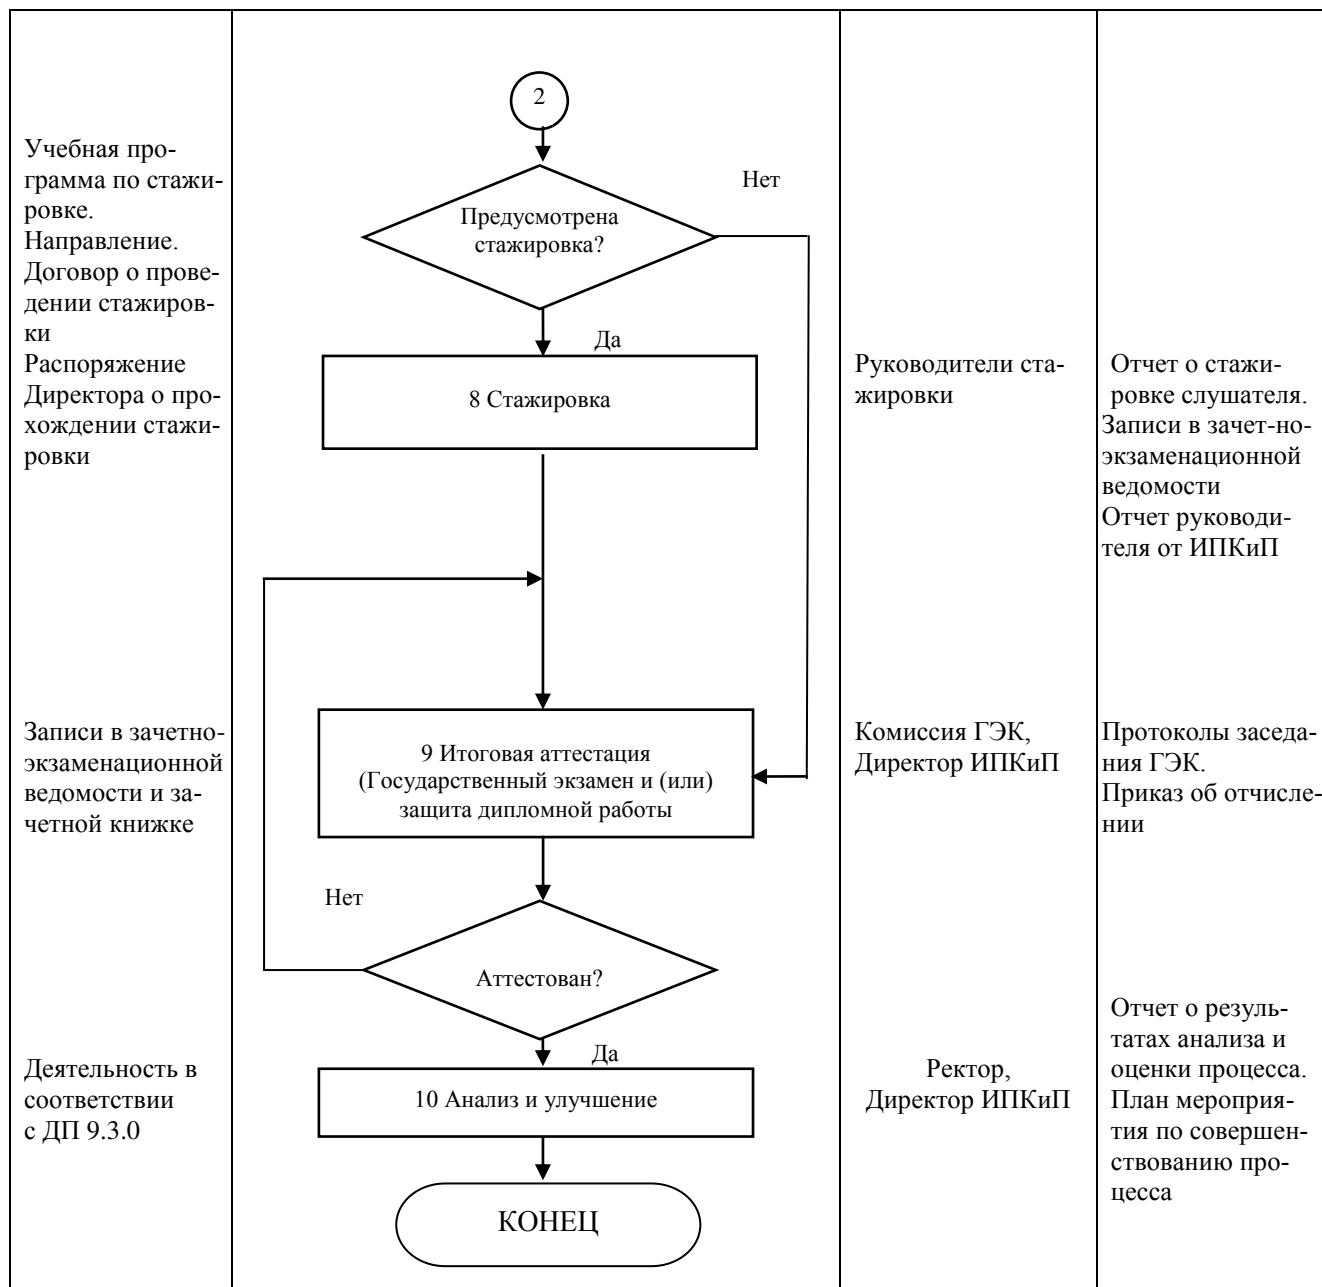 Учебная про-
грамма по стажи-
ровке.
Направление.
Договор о прове-
дении стажиров-
ки
Распоряжение
Директора о про-
хождении стажи-
ровки
Записи в зачетно-
экзаменационной
ведомости и за-
четной книжке
Деятельность в
соответствии
с ДП 9.3.0
2
Нет
Предусмотрена
стажировка?
Да
8 Стажировка
9 Итоговая аттестация
(Государственный экзамен и (или)
защита дипломной работы
Нет
Аттестован?
Да
10 Анализ и улучшение
КОНЕЦ
Руководители ста-
жировки
Комиссия ГЭК,
Директор ИПКиП
Ректор,
Директор ИПКиП
Отчет о стажи-
ровке слушателя.
Записи в зачет-но-
экзаменационной
ведомости
Отчет руководи-
теля от ИПКиП
Протоколы заседа-
ния ГЭК.
Приказ об отчисле-
нии
Отчет о резуль-
татах анализа и
оценки процесса.
План мероприя-
тия по совершен-
ствованию про-
цесса